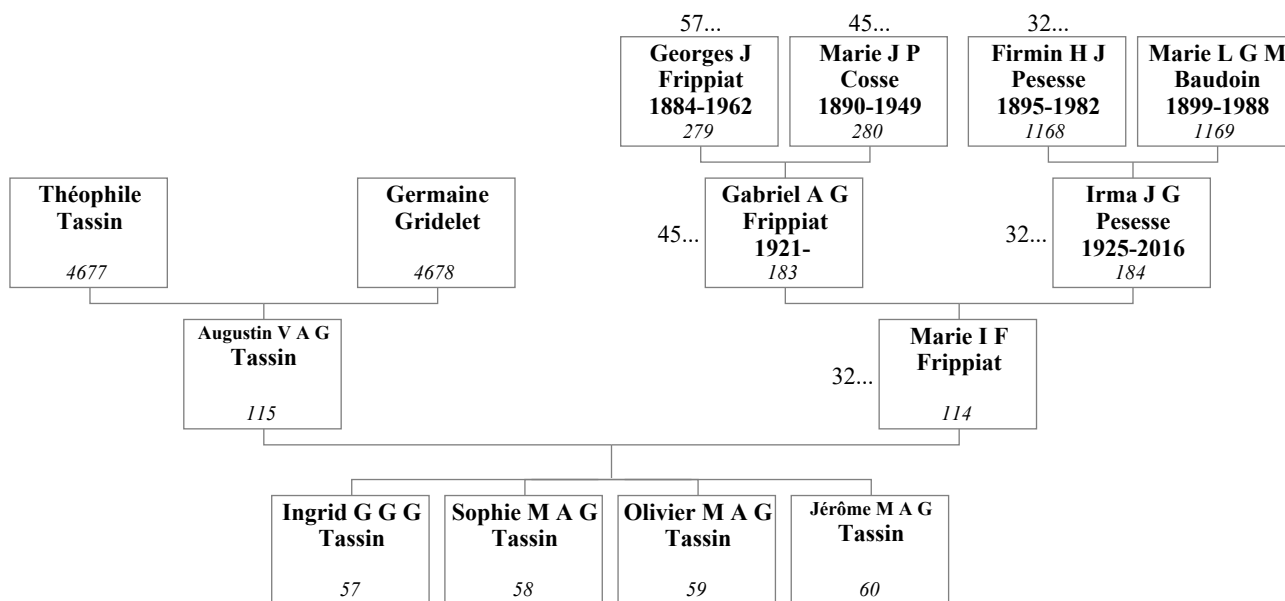 57...
45...
32...
Georges J
Frippiat
1884-1962
279
Marie J P
Cosse
1890-1949
280
Firmin H J
Pesesse
1895-1982
1168
Marie L G M
Baudoin
1899-1988
1169
Théophile
Tassin
4677
Germaine
Gridelet
4678
45...
Gabriel A G
Frippiat
1921-
183
32...
Irma J G
Pesesse
1925-2016
184
Augustin V A G
Tassin
115
32...
Marie I F
Frippiat
114
Ingrid G G G
Tassin
57
Sophie M A G
Tassin
58
Olivier M A G
Tassin
59
Jérôme M A G
Tassin
60